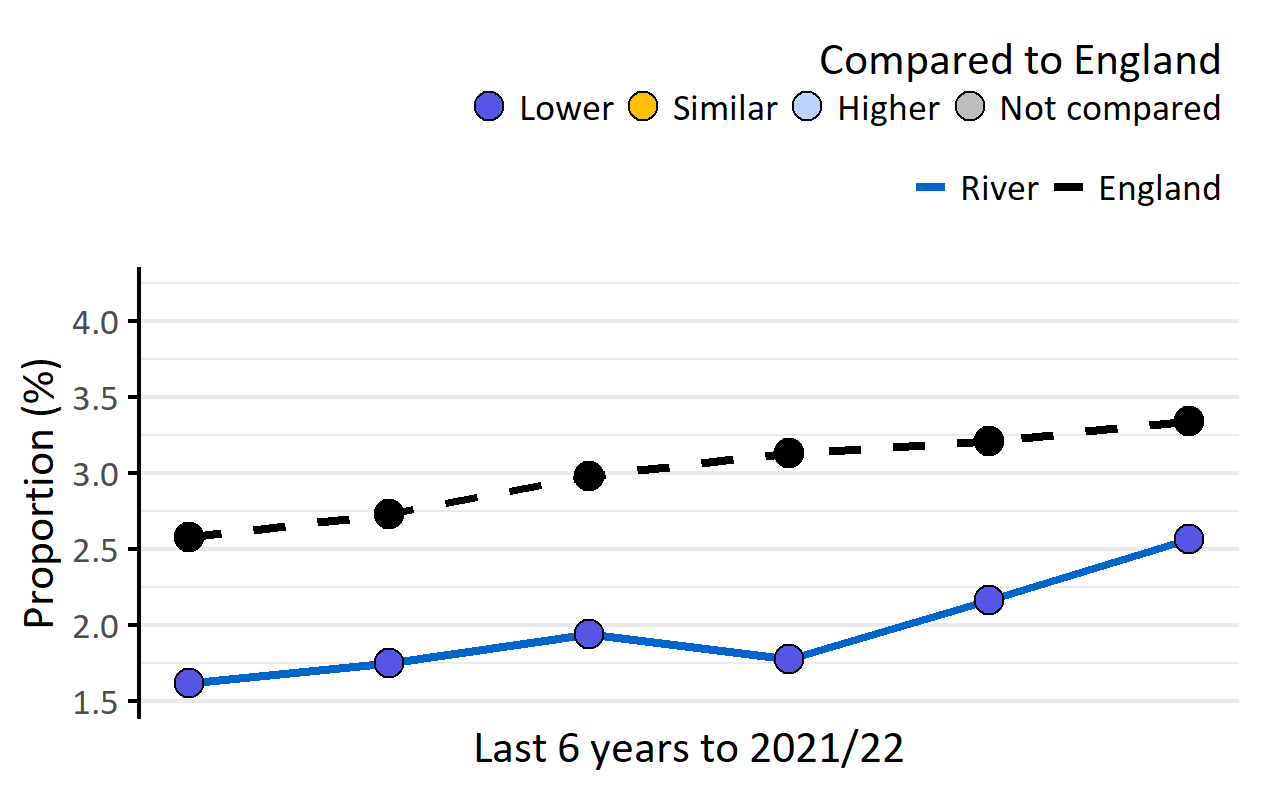 Compared to England
Lower Similar Higher Not compared
River England
4.0
3.5
3.0
2.5
2.0
1.5
Proportion (%)
Last 6 years to 2021/22